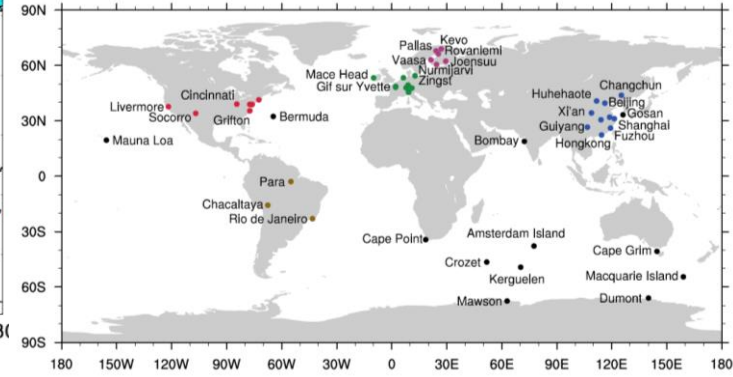 90N
60N
30N
0
30S
60S
90S
180 150W 120W 90W 60W 30W 0 30E 60E 90E 120E 150E 180
Kevo
Pallas
Rovaniemi
Vaasa
Joensuu
Nurmijarvi
Mace Head
Zingst
Gif sur Yvette
Cincinnati
Livermore
Socorro
Grifton
Bermuda
Mauna Loa
Changchun
Huhehaote
Beijing
Xi'an
Gosan
Guiyang
Shanghai
Fuzhou
Hongkong
Bombay
Para
Chacaltaya
Rio de Janeiro
Cape Point
Amsterdam Island
Crozet
Kerguelen
Cape Grim
Macquarie Island
Mawson
Dumont